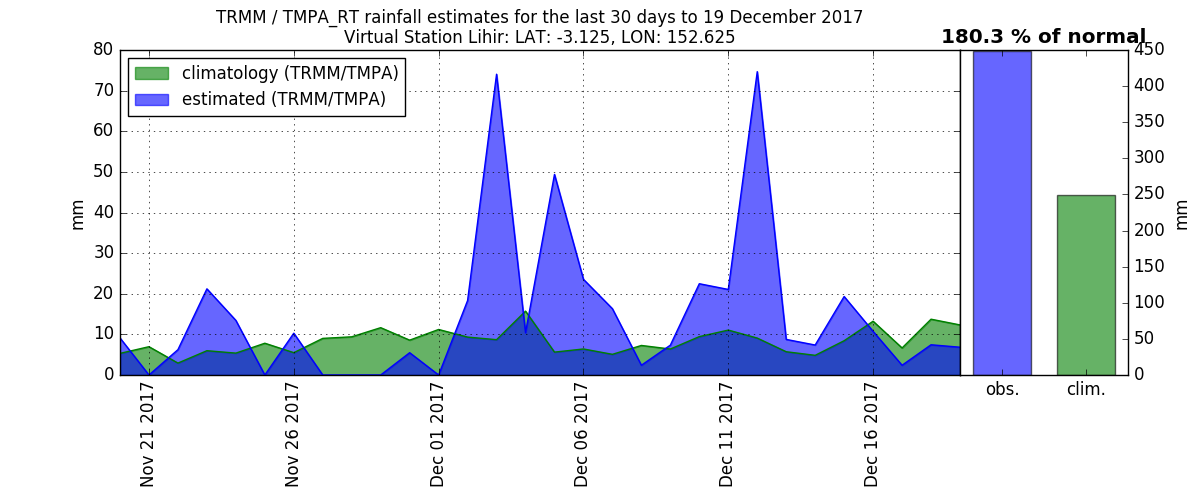 TRMM / TMPA_RT rainfall estimates for the last 30 days to 19 December 2017
Virtual Station Lihir: LAT: -3.125, LON: 152.625
180.3 % of normal
climatology (TRMM/TMPA)
estimated (TRMM/TMPA)
mm
80
70
60
50
40
30
20
10
0
Nov 21 2017
Nov 26 2017
Dec 01 2017
Dec 06 2017
Dec 11 2017
Dec 16 2017
obs.
clim.
450
400
350
300
250
200
150
100
50
0
mm